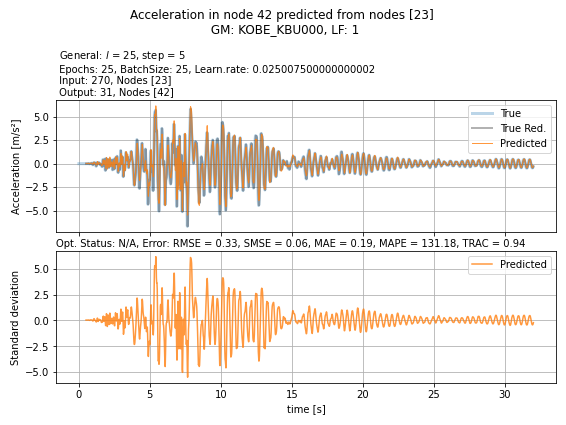 Acceleration in node 42 predicted from nodes [23]
GM: KOBE_KBU000, LF: 1
General: l = 25, step = 5
Epochs: 25, BatchSize: 25, Learn.rate: 0.025007500000000002
Input: 270, Nodes [23]
Output: 31, Nodes [42]
Acceleration [m/s²]
5.0
2.5
0.0
−2.5
−5.0
True
True Red.
Predicted
Opt. Status: N/A, Error: RMSE = 0.33, SMSE = 0.06, MAE = 0.19, MAPE = 131.18, TRAC = 0.94
Standard deviation
5.0
2.5
0.0
−2.5
−5.0
Predicted
0 5 10 15 20 25 30
time [s]